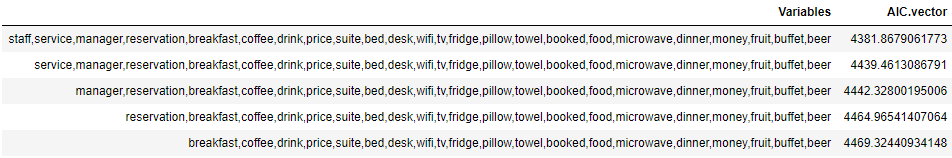 Variables AIC.vector
staff,service,manager,reservation,breakfast,coffee,drink,price,suite,bed,desk,wifi,tv,fridge,pillow,towel,booked,food,microwave,dinner,money,fruit,buffet,beer 4381.8679061773
service,manager,reservation,breakfast,coffee,drink,price,suite,bed,desk,wifi,tv,fridge,pillow,towel,booked,food,microwave,dinner,money,fruit,buffet,beer 4439.4613086791
manager,reservation,breakfast,coffee,drink,price,suite,bed,desk,wifi,tv,fridge,pillow,towel,booked,food,microwave,dinner,money,fruit,buffet,beer 4442.32800195006
reservation,breakfast,coffee,drink,price,suite,bed,desk,wifi,tv,fridge,pillow,towel,booked,food,microwave,dinner,money,fruit,buffet,beer 4464.96541407064
breakfast,coffee,drink,price,suite,bed,desk,wifi,tv,fridge,pillow,towel,booked,food,microwave,dinner,money,fruit,buffet,beer 4469.32440934148